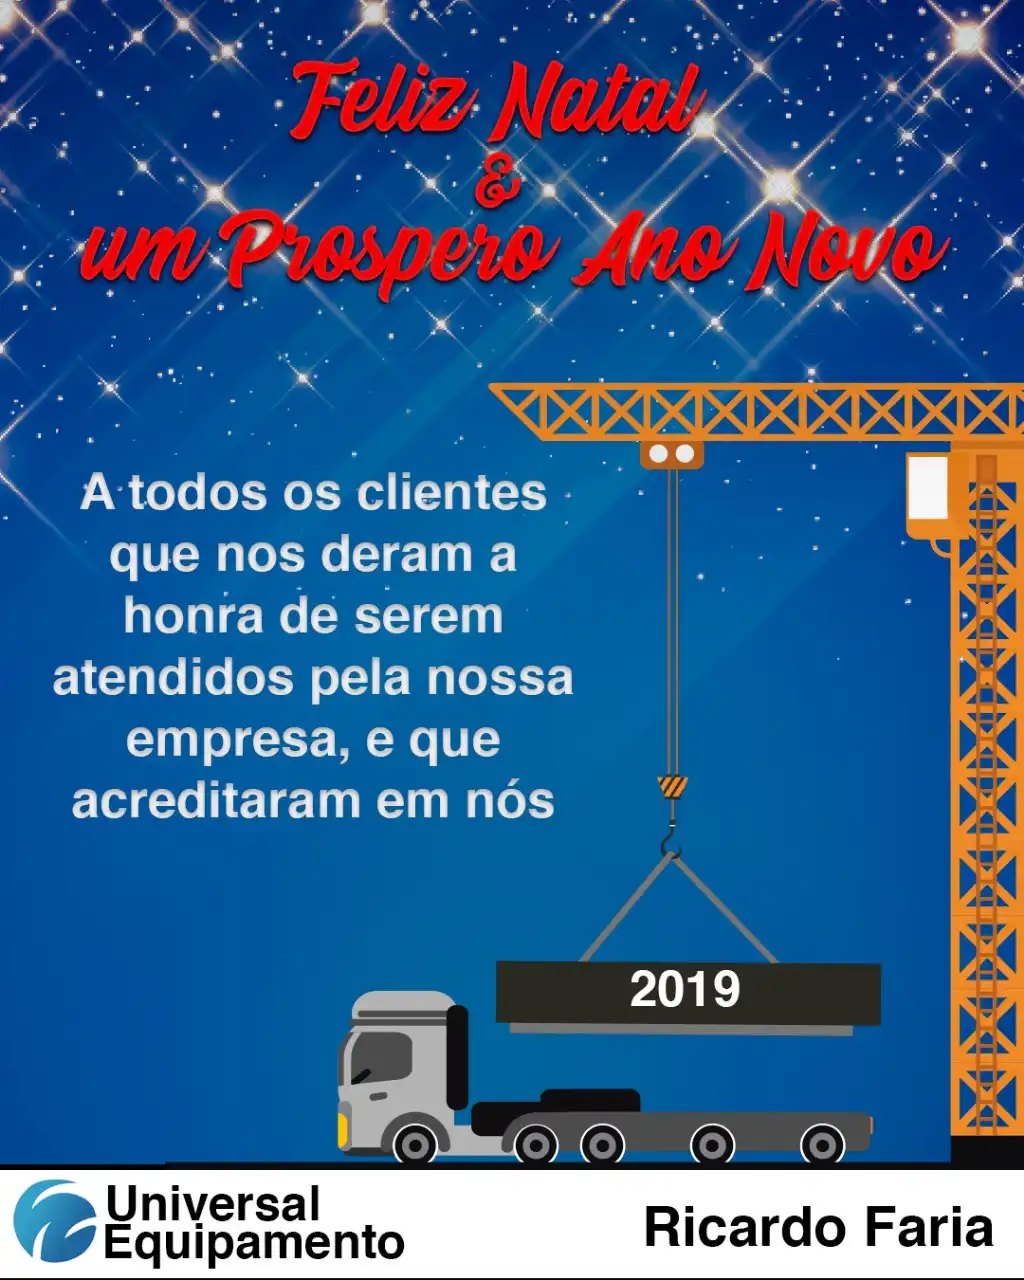 Feliz Natal
&
um Prospero Ano Novo
A todos os clientes
que nos deram a
honra de serem
atendidos pela nossa
empresa, e que
acreditaram em nós
2019
Universal
Equipamento
Ricardo Faria